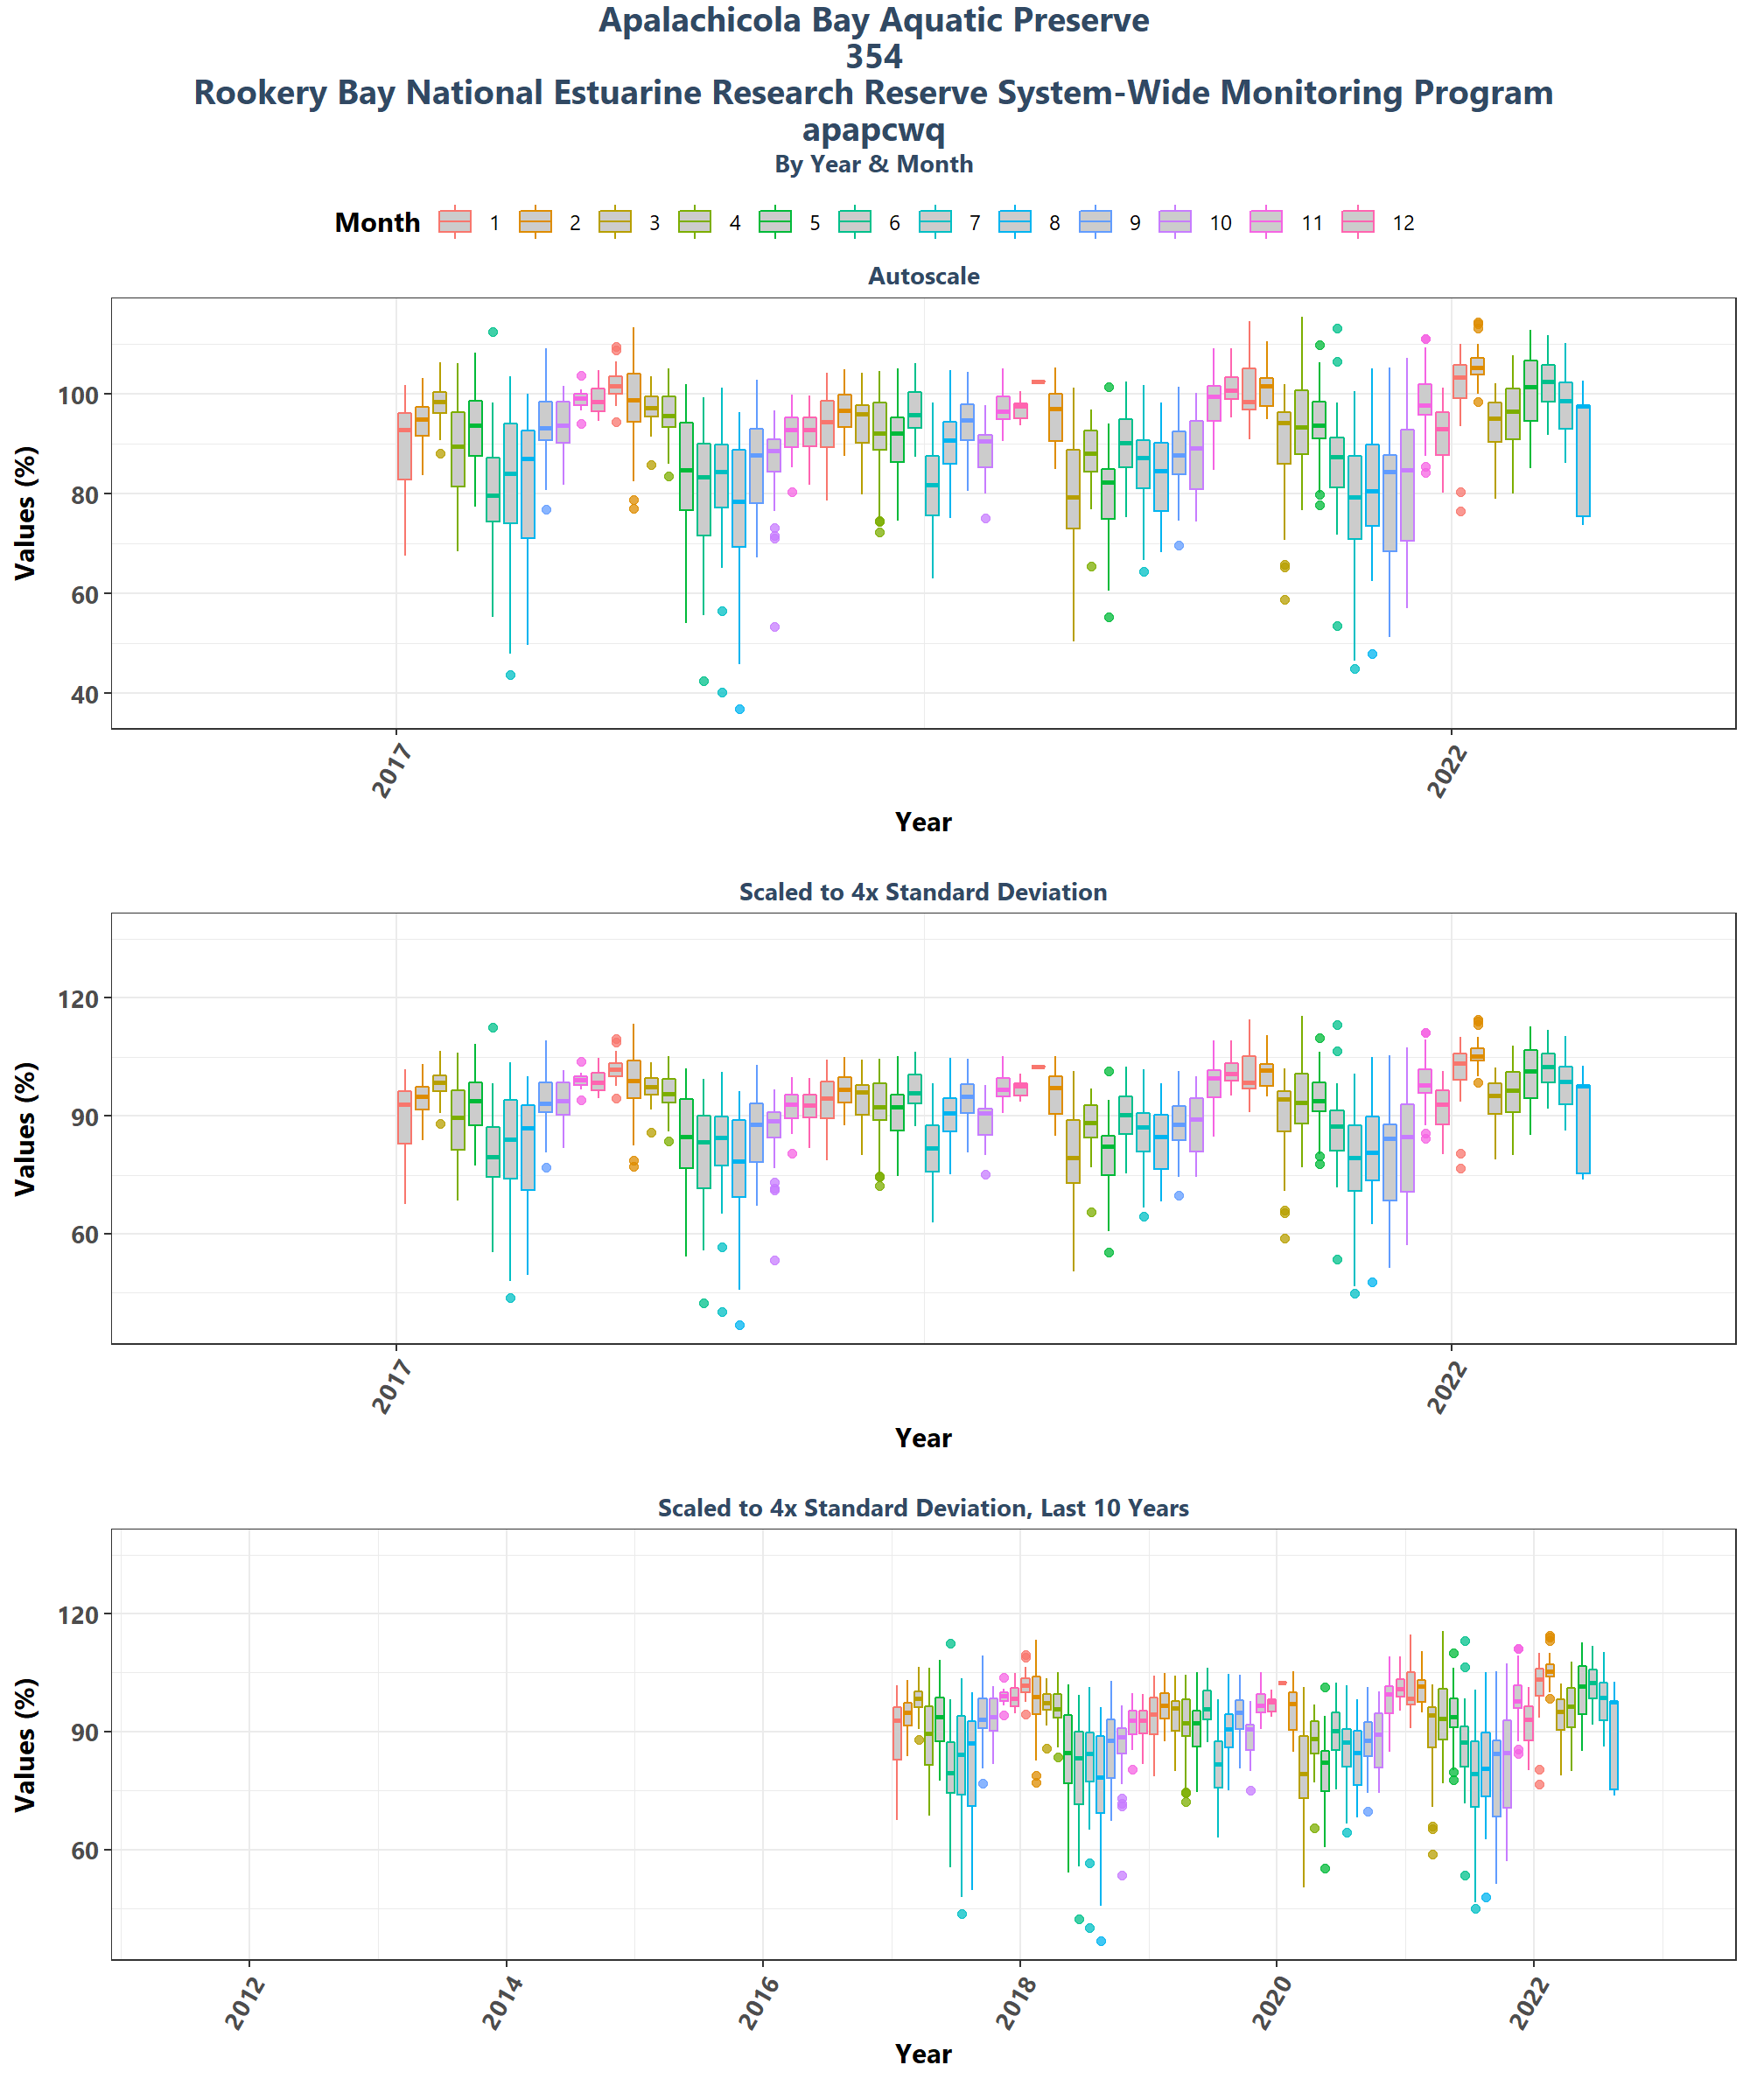 Apalachicola Bay Aquatic Preserve
354
Rookery Bay National Estuarine Research Reserve System-Wide Monitoring Program
apapcwq
By Year & Month
Month 1 2 3 4 5 6 7 8 9 10 11 12
Autoscale
Values (%)
100
80
60
40
2017 2022
Year
Scaled to 4x Standard Deviation
Values (%)
120
90
60
2017 2022
Year
Scaled to 4x Standard Deviation, Last 10 Years
Values (%)
120
90
60
2012 2014 2016 2018 2020 2022
Year